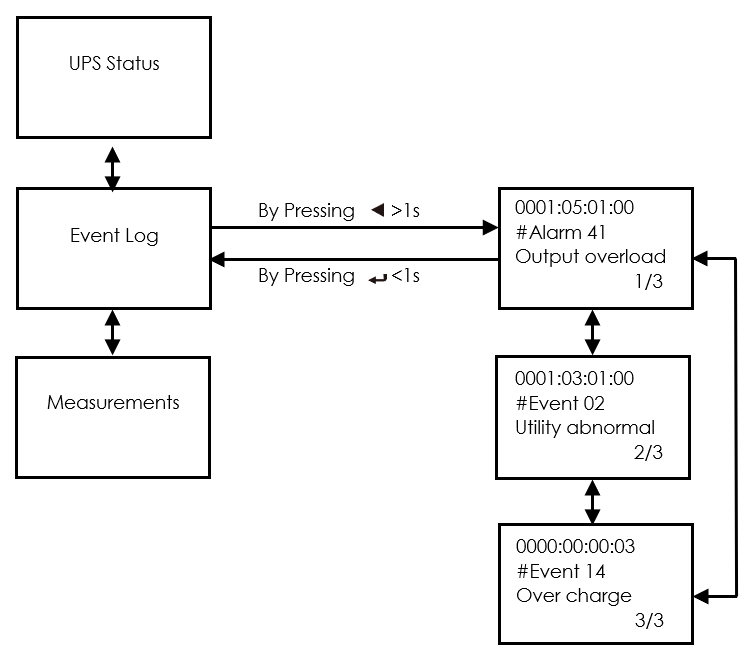 UPS Status
Event Log
Measurements
By Pressing ◀ >1s
By Pressing ↵ <1s
0001:05:01:00
#Alarm 41
Output overload
1/3
0001:03:01:00
#Event 02
Utility abnormal
2/3
0000:00:00:03
#Event 14
Over charge
3/3